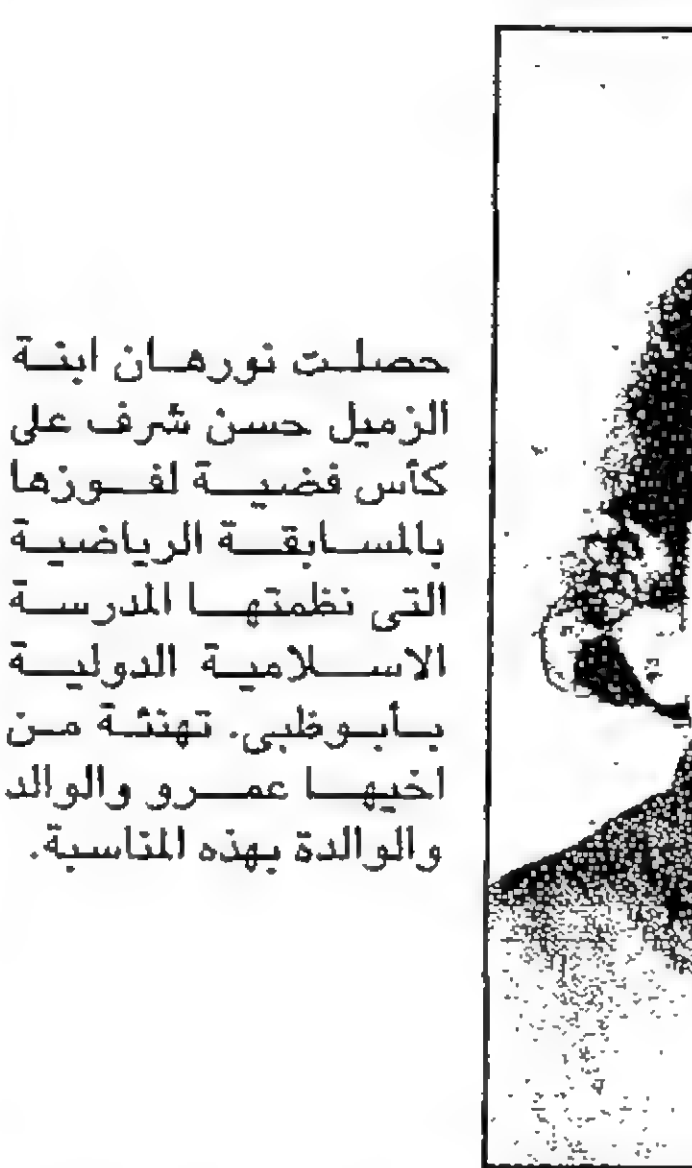 حصلت نورهان ابنة
الزميل حسن شرف على
كأس فضية لفوزها
بالمسابقة الرياضية
التى نظمتها المدرسة
الاسلامية الدولية
بأبوظبى. تهنئة من
اخيها عمرو والوالد
والوالدة بهذه المناسبة.